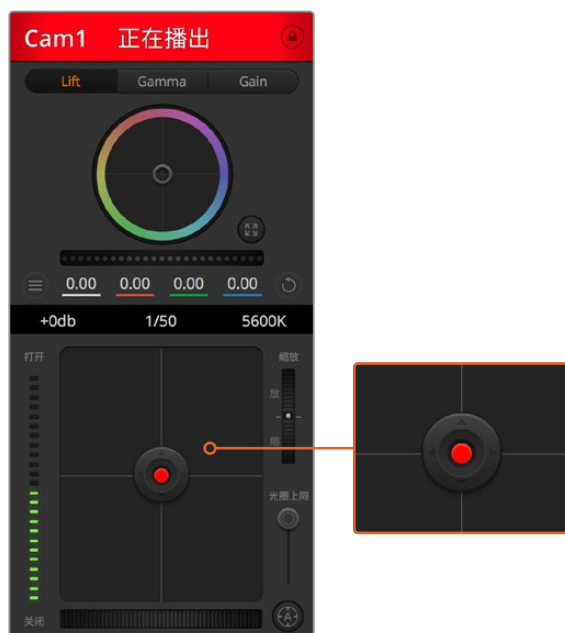 Cam1 正在播出
Lift Gamma Gain
0.00 0.00 0.00 0.00
+0db 1/50 5600K
打开 缩放
放
缩
光圈上限
关闭 A